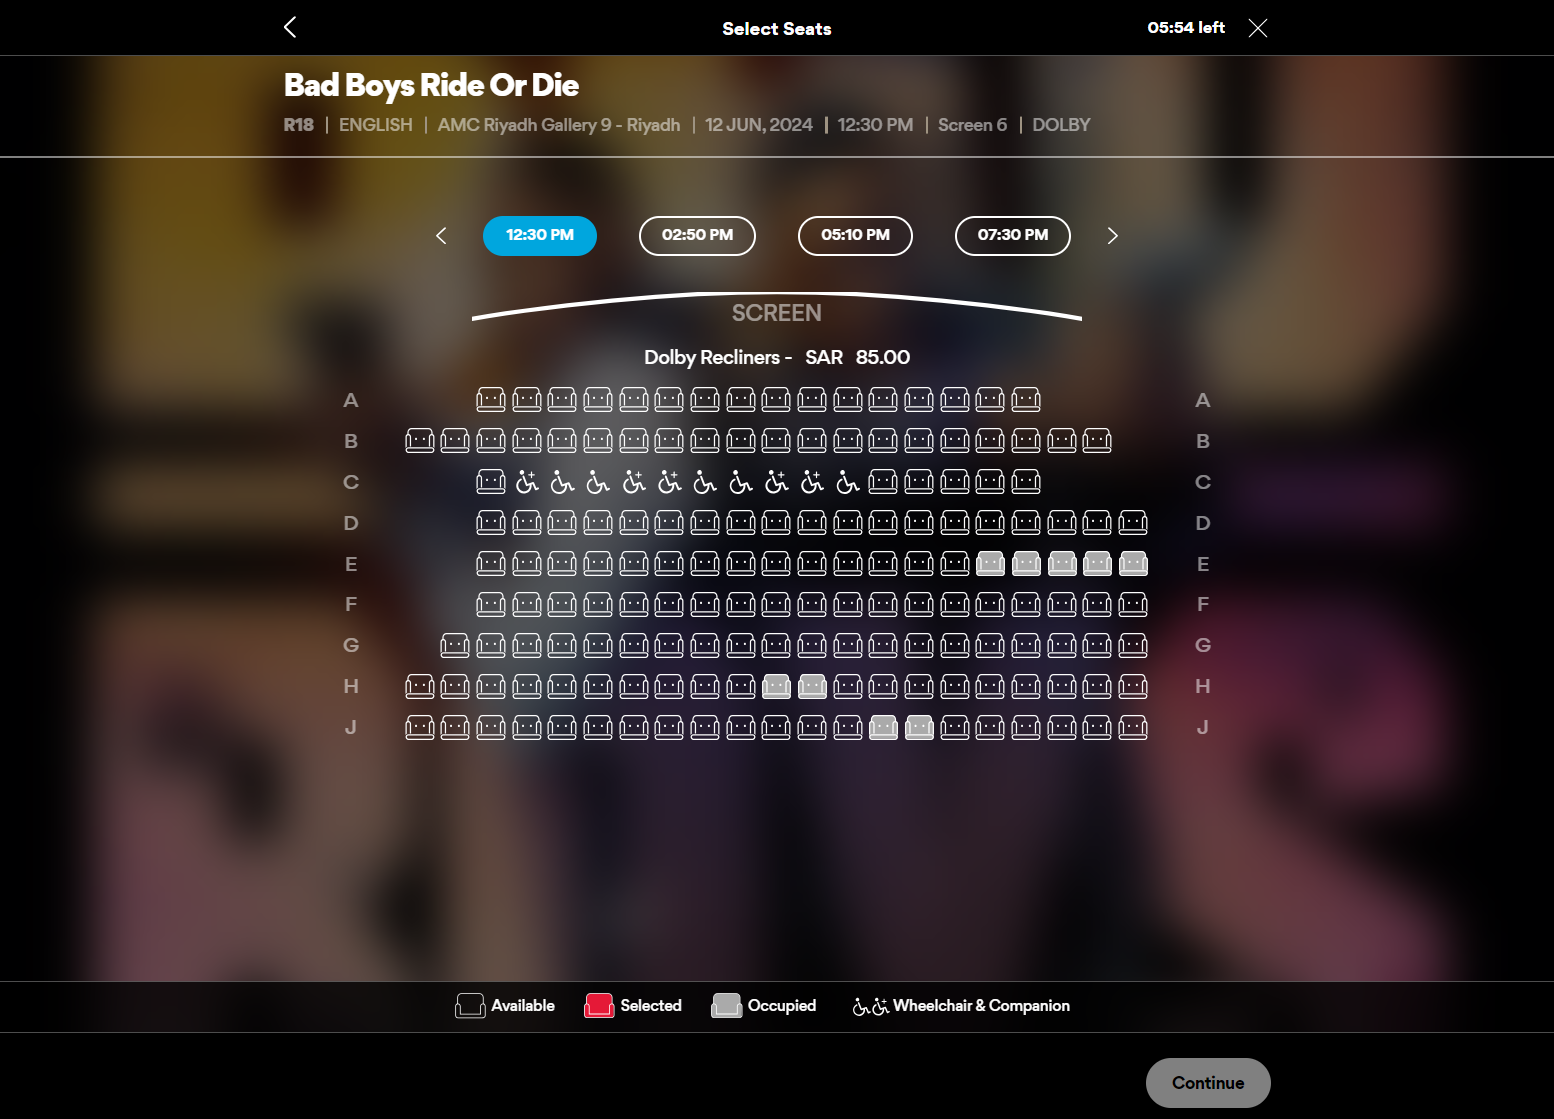 Select Seats
05:54 left
Bad Boys Ride Or Die
R18 | ENGLISH | AMC Riyadh Gallery 9 - Riyadh | 12 JUN, 2024 | 12:30 PM | Screen 6 | DOLBY
12:30 PM 02:50 PM 05:10 PM 07:30 PM
SCREEN
Dolby Recliners - SAR 85.00
A A
B B
C C
D D
E E
F F
G G
H H
J J
Available Selected Occupied Wheelchair & Companion
Continue